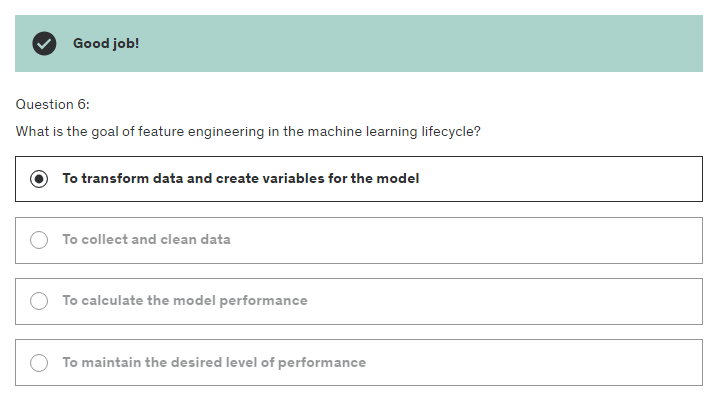 Good job!
Question 6:
What is the goal of feature engineering in the machine learning lifecycle?
To transform data and create variables for the model
To collect and clean data
To calculate the model performance
To maintain the desired level of performance